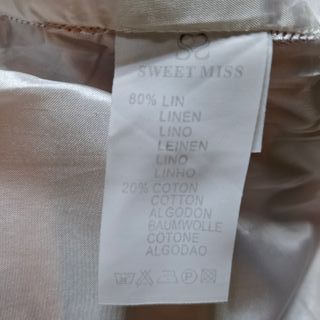 SWEET MISS
80% LIN
LINEN
LINO
LEINEN
LINO
LINHO
20% COTON
COTTON
ALGODON
BAUMWOLLE
COTONE
ALGODAO